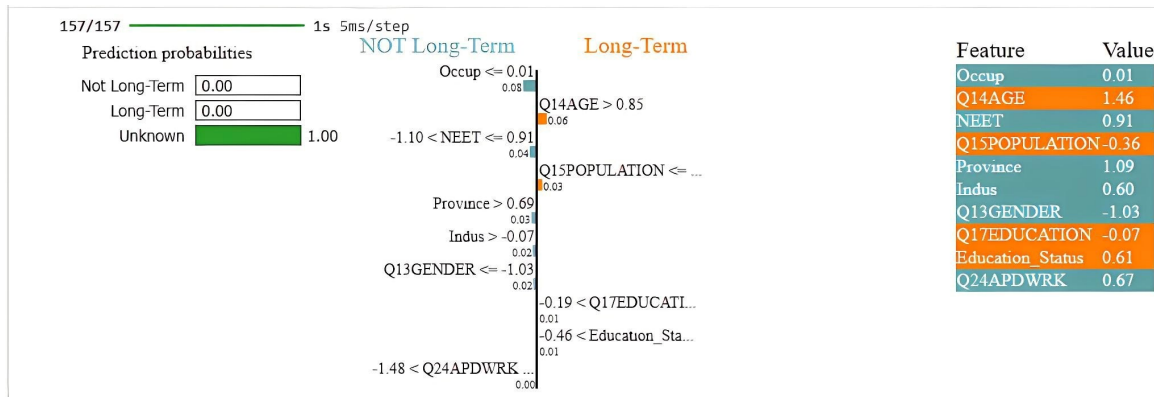 157/157 1s 5ms/step
Prediction probabilities
Not Long-Term 0.00
Long-Term 0.00
Unknown 1.00
NOT Long-Term Long-Term
Occup <= 0.01
0.08
Q14AGE > 0.85
0.06
-1.10 < NEET <= 0.91
0.04
Q15POPULATION <= ...
0.03
Province > 0.69
0.03
Indus > -0.07
0.02
Q13GENDER <= -1.03
0.02
-0.19 < Q17EDUCATI...
0.01
-0.46 < Education_Sta...
0.01
-1.48 < Q24APDWRK ...
0.00
Feature Value
Occup 0.01
Q14AGE 1.46
NEET 0.91
Q15POPULATION -0.36
Province 1.09
Indus 0.60
Q13GENDER -1.03
Q17EDUCATION -0.07
Education_Status 0.61
Q24APDWRK 0.67